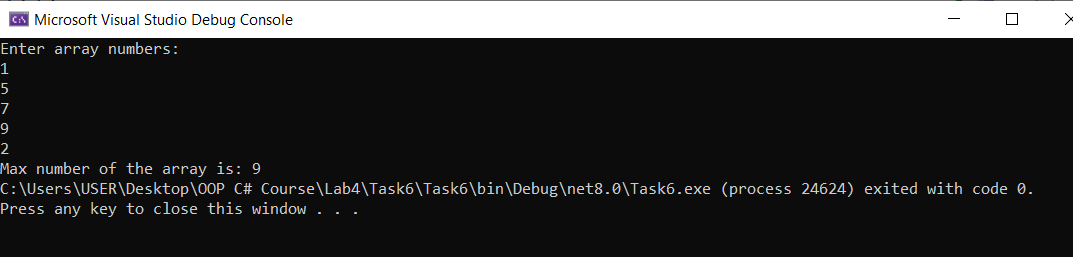 Microsoft Visual Studio Debug Console
Enter array numbers:
1
5
7
9
2
Max number of the array is: 9
C:\Users\USER\Desktop\OOP C# Course\Lab4\Task6\Task6\bin\Debug\net8.0\Task6.exe (process 24624) exited with code 0.
Press any key to close this window . . .